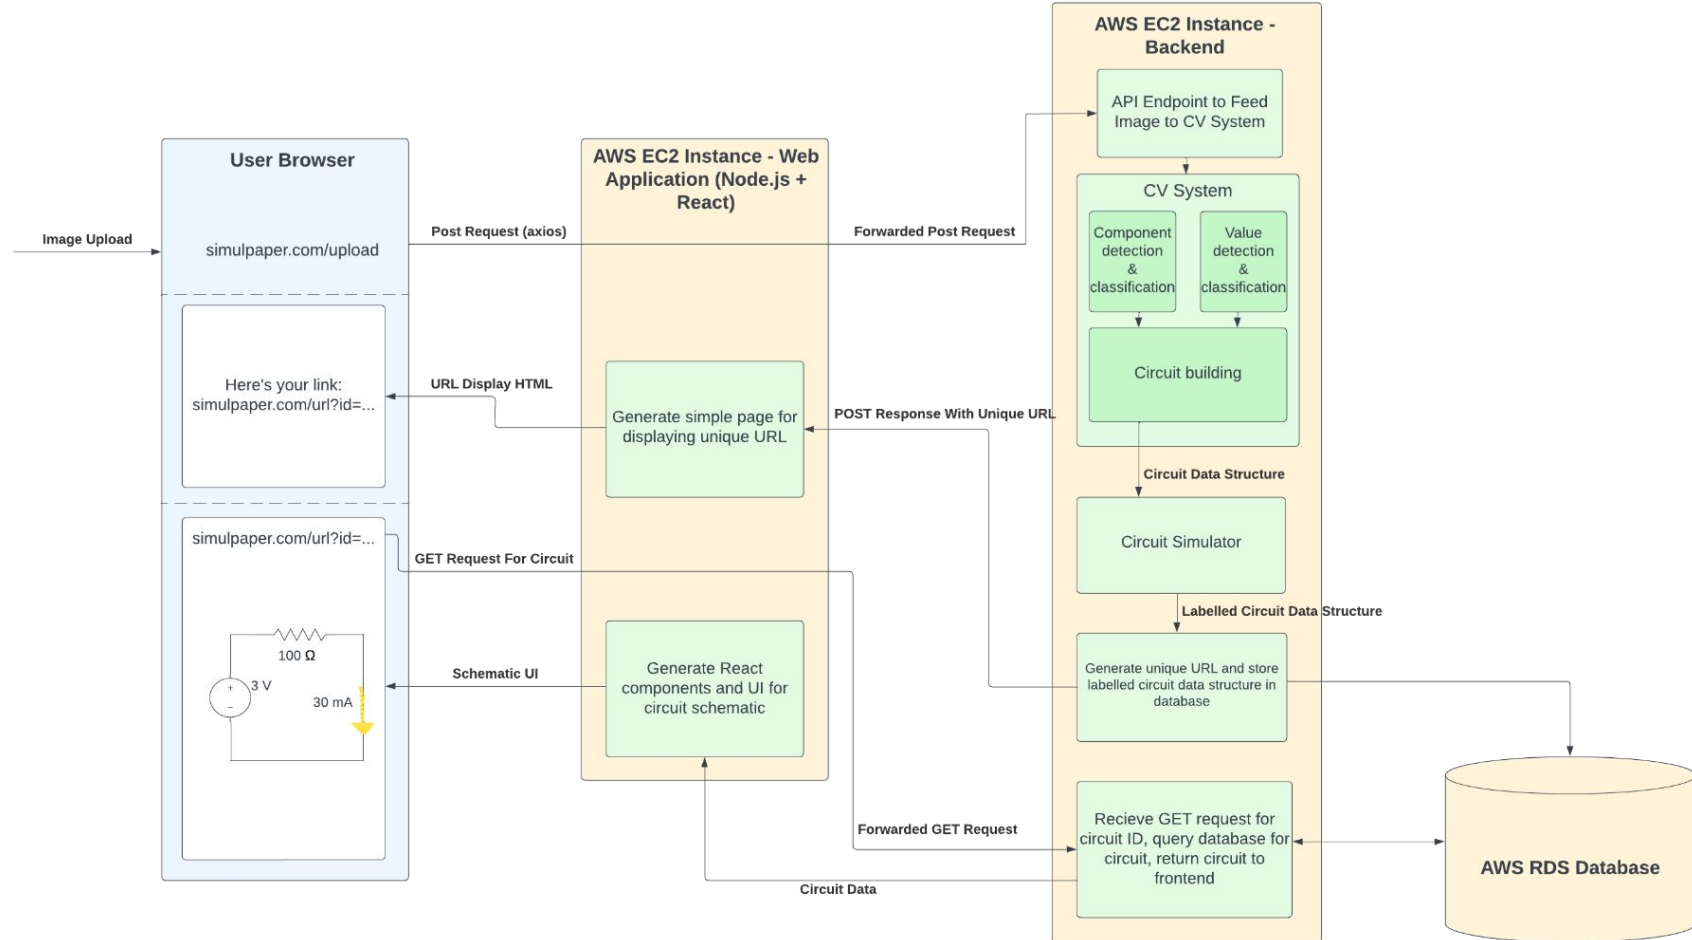 AWS EC2 Instance -
Backend
API Endpoint to Feed
Image to CV System
User Browser
AWS EC2 Instance - Web
Application (Node.js +
React)
CV System
Component
detection
&
classification
Value
detection
&
classification
Image Upload
simulpaper.com/upload
Post Request (axios)
Forwarded Post Request
Circuit building
Here's your link:
simulpaper.com/url?id=...
URL Display HTML
Generate simple page for
displaying unique URL
POST Response With Unique URL
Circuit Data Structure
Circuit Simulator
simulpaper.com/url?id=...
GET Request For Circuit
Labelled Circuit Data Structure
100 Ω
+
3 V
−
30 mA
Schematic UI
Generate React
components and UI for
circuit schematic
Generate unique URL and store
labelled circuit data structure in
database
Forwarded GET Request
Recieve GET request for
circuit ID, query database for
circuit, return circuit to
frontend
Circuit Data
AWS RDS Database